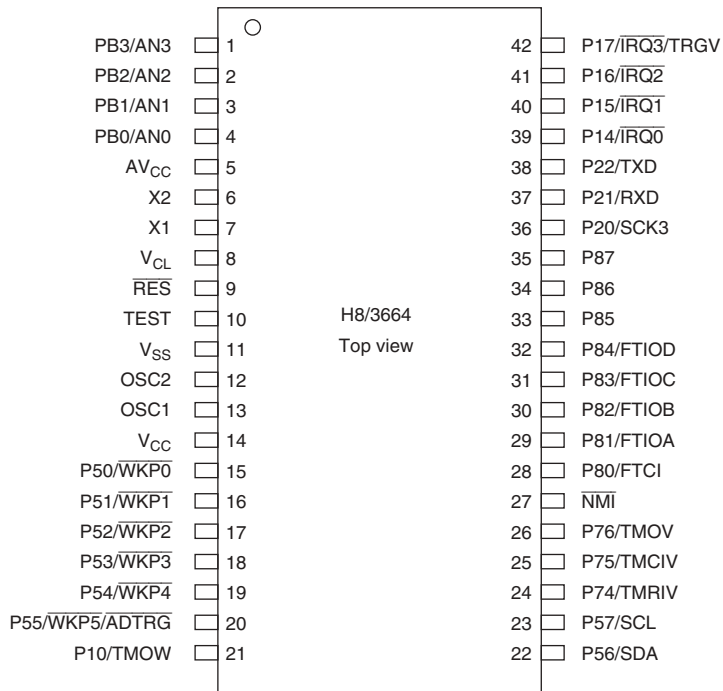 PB3/AN3 1 42 P17/IRQ3/TRGV
PB2/AN2 2 41 P16/IRQ2
PB1/AN1 3 40 P15/IRQ1
PB0/AN0 4 39 P14/IRQ0
AVCC 5 38 P22/TXD
X2 6 37 P21/RXD
X1 7 36 P20/SCK3
VCL 8 35 P87
RES 9 34 P86
TEST 10 H8/3664 33 P85
VSS 11 Top view 32 P84/FTIOD
OSC2 12 31 P83/FTIOC
OSC1 13 30 P82/FTIOB
VCC 14 29 P81/FTIOA
P50/WKP0 15 28 P80/FTCI
P51/WKP1 16 27 NMI
P52/WKP2 17 26 P76/TMOV
P53/WKP3 18 25 P75/TMCIV
P54/WKP4 19 24 P74/TMRIV
P55/WKP5/ADTRG 20 23 P57/SCL
P10/TMOW 21 22 P56/SDA